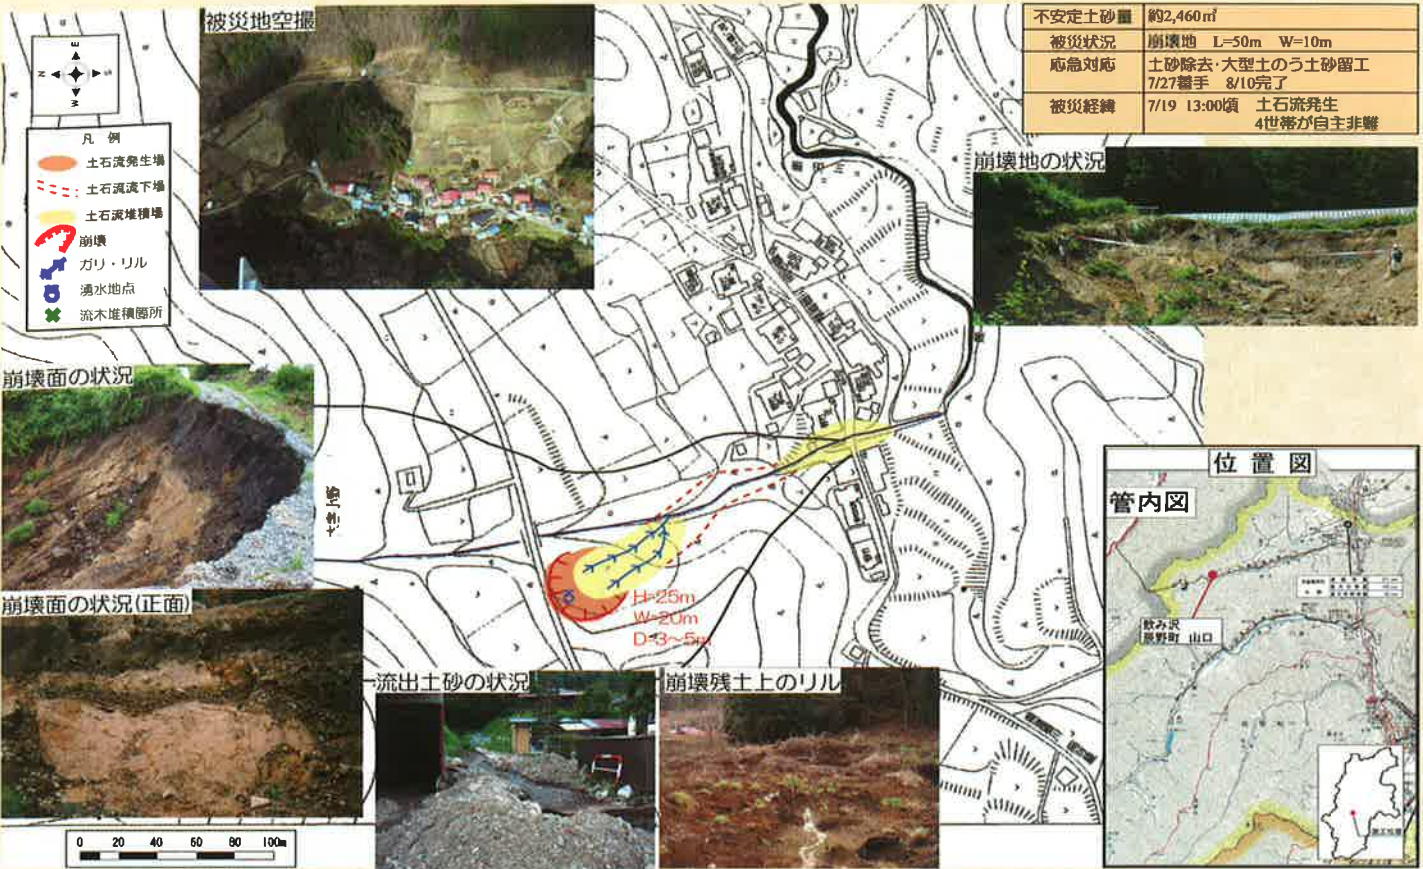 被災地空撮
不安定土砂量 約2,460㎥
被災状況 崩壊地 L=50m W=10m
応急対応 土砂除去・大型土のう土砂留工
7/27着手 8/10完了
被災経緯 7/19 13:00頃 土石流発生
4世帯が自主非難
N
E
S
W
凡例
土石流発生場
土石流流下場
土石流堆積場
崩壊
ガリ・リル
湧水地点
流木堆積箇所
崩壊地の状況
崩壊面の状況
位置図
管内図
飲み沢
辰野町 山口
H=25m
W=20m
D=3~5m
崩壊面の状況(正面)
流出土砂の状況
崩壊残土上のリル
0 20 40 60 80 100m